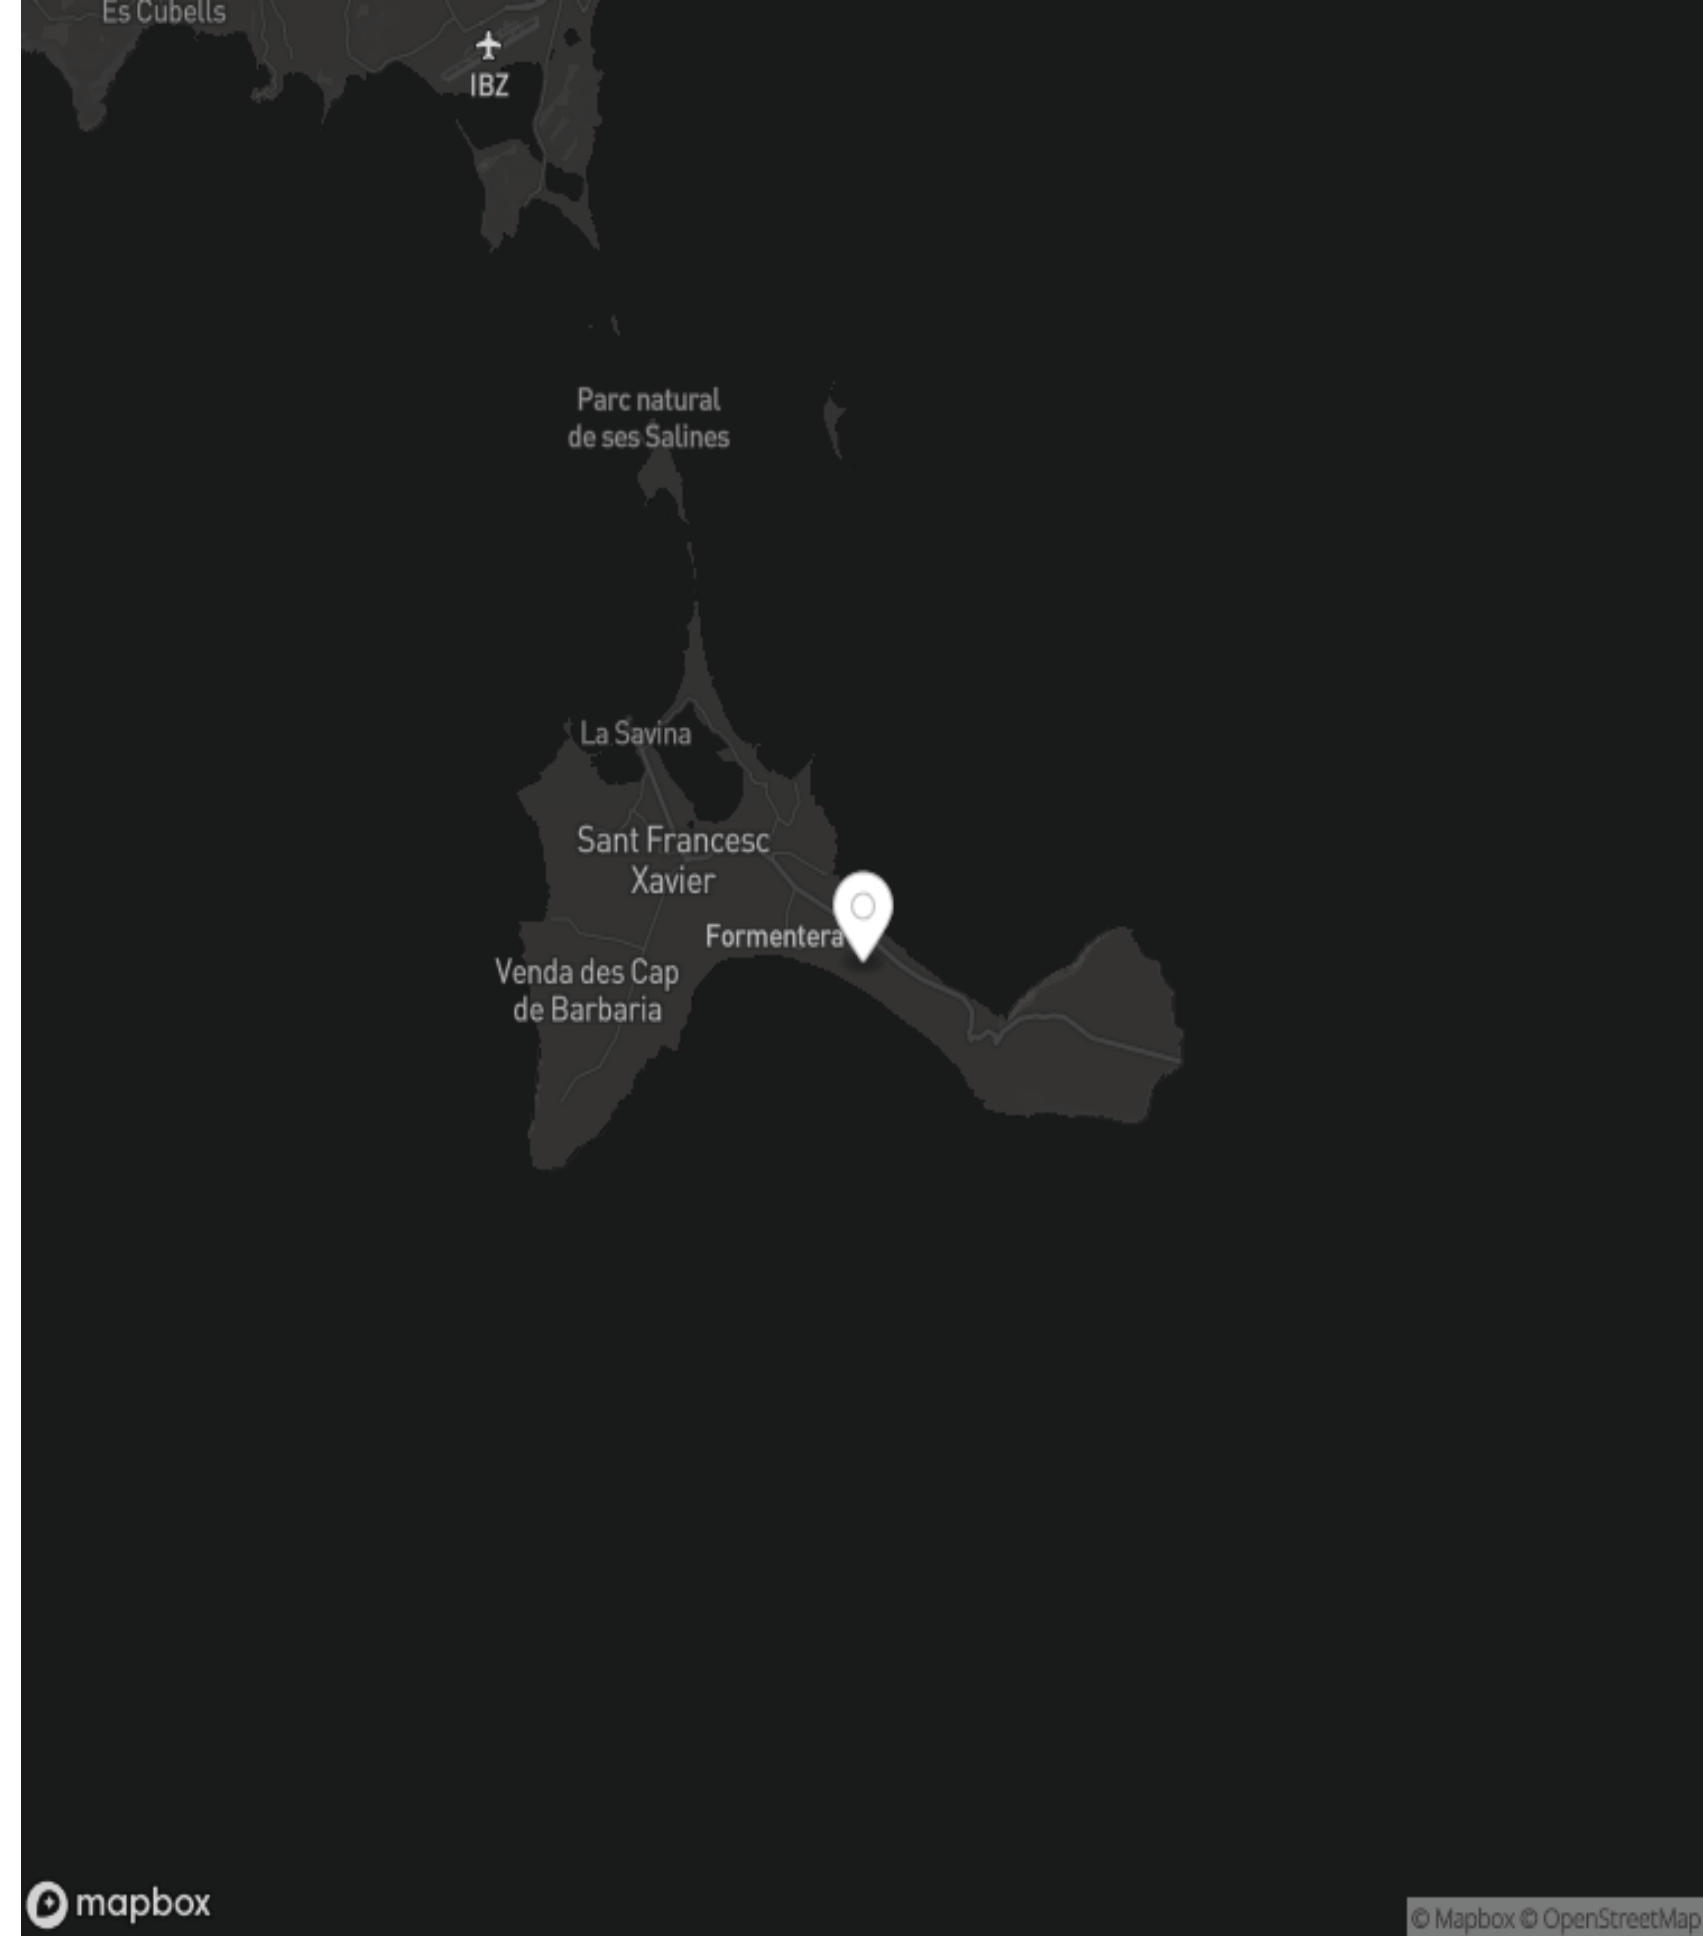 Es Cubells
IBZ
Parc natural
de ses Salines
La Savina
Sant Francesc
Xavier
Formentera
Venda des Cap
de Barbaria
mapbox
© Mapbox © OpenStreetMap